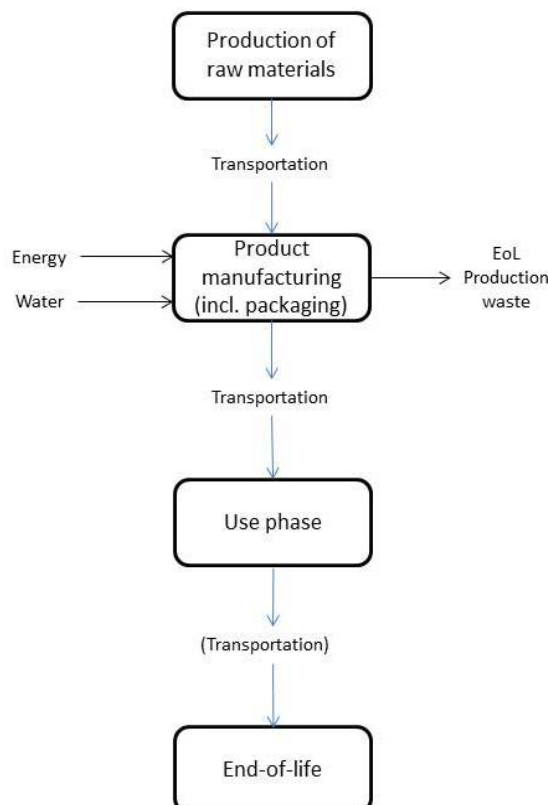 Production of
raw materials
Transportation
Energy
Water
Product
manufacturing
(incl. packaging)
EoL
Production
waste
Transportation
Use phase
(Transportation)
End-of-life